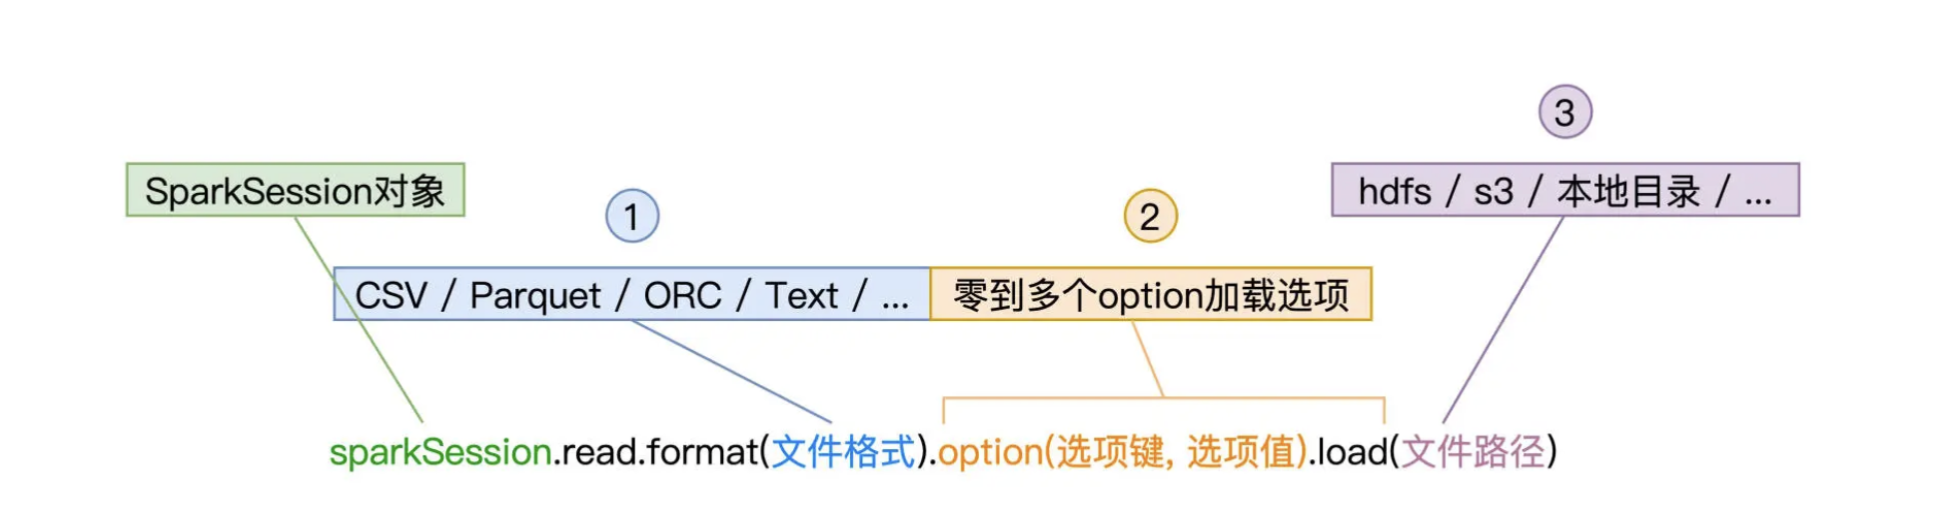 3
SparkSession对象
hdfs / s3 / 本地目录 / ...
1
2
CSV / Parquet / ORC / Text / ...
零到多个option加载选项
sparkSession.read.format(文件格式).option(选项键, 选项值).load(文件路径)